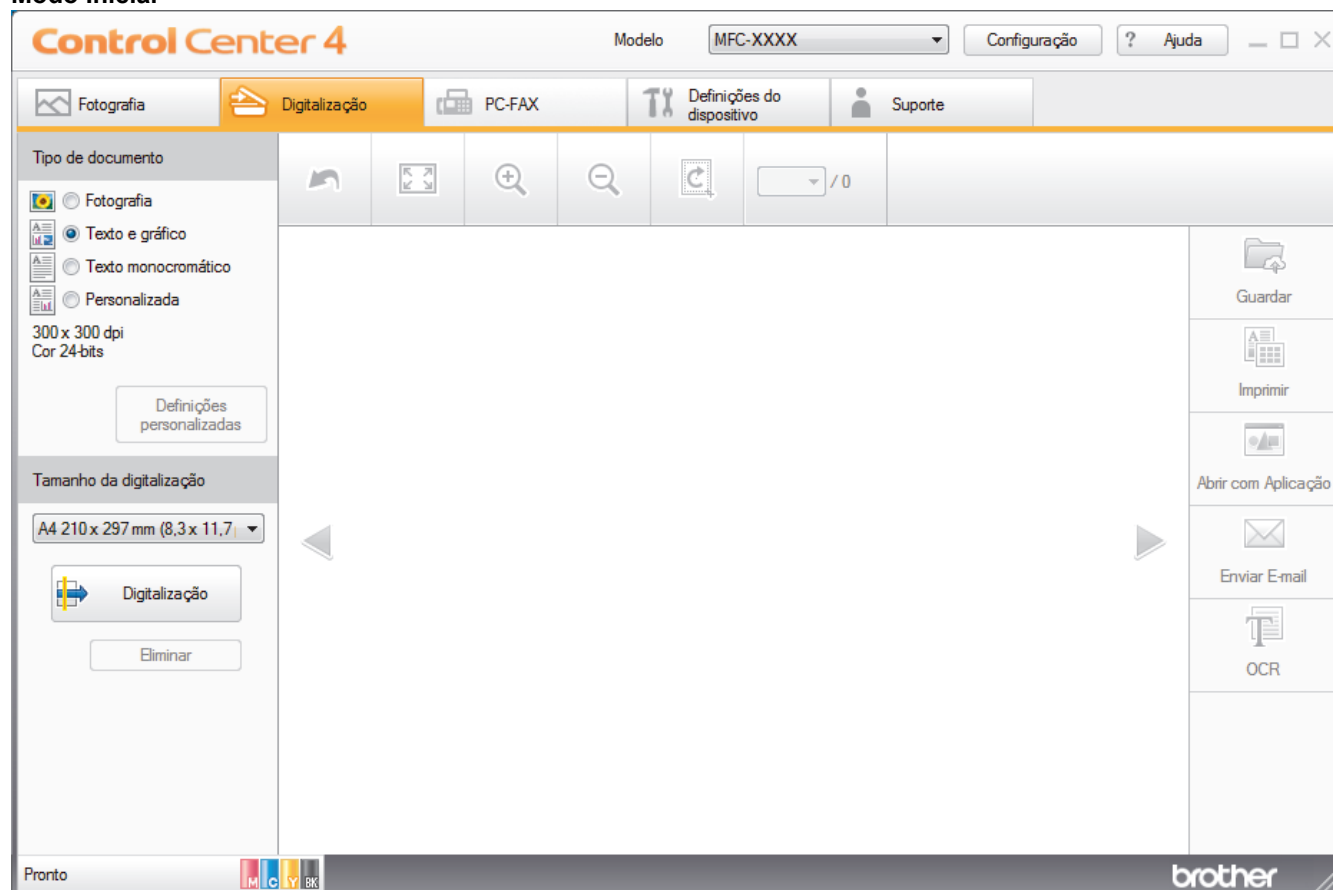 Modo Inicial
Control Center 4
Modelo
MFC-XXXX
Configuração
? Ajuda
Fotografia
Digitalização
PC-FAX
Definições do
dispositivo
Suporte
Tipo de documento
/ 0
Fotografia
Texto e gráfico
Texto monocromático
Personalizada
300 x 300 dpi
Cor 24-bits
Definições
personalizadas
Tamanho da digitalização
A4 210 x 297 mm (8,3 x 11,7
Digitalização
Eliminar
Guardar
Imprimir
Abrir com Aplicação
Enviar E-mail
OCR
Pronto
M C Y BK
brother